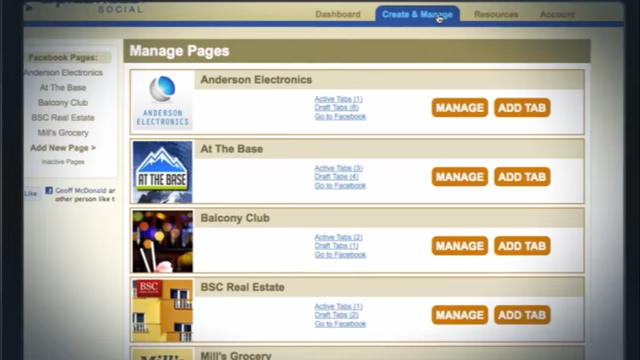 SOCIAL
Dashboard
Create & Manage
Resources
Account
Facebook Pages:
Anderson Electronics
At The Base
Balcony Club
BSC Real Estate
Mill's Grocery
Add New Page >
Inactive Pages
Like
Geoff McDonald ar
other person like t
Manage Pages
Anderson Electronics
ANDERSON
ELECTRONICS
Active Tabs (1)
Draft Tabs (8)
Go to Facebook
MANAGE
ADD TAB
At The Base
AT THE BASE
Active Tabs (3)
Draft Tabs (4)
Go to Facebook
MANAGE
ADD TAB
Balcony Club
Active Tabs (2)
Draft Tabs (1)
Go to Facebook
MANAGE
ADD TAB
BSC Real Estate
BSC
Active Tabs (1)
Draft Tabs (2)
Go to Facebook
MANAGE
ADD TAB
Mill's Grocery
Mill's